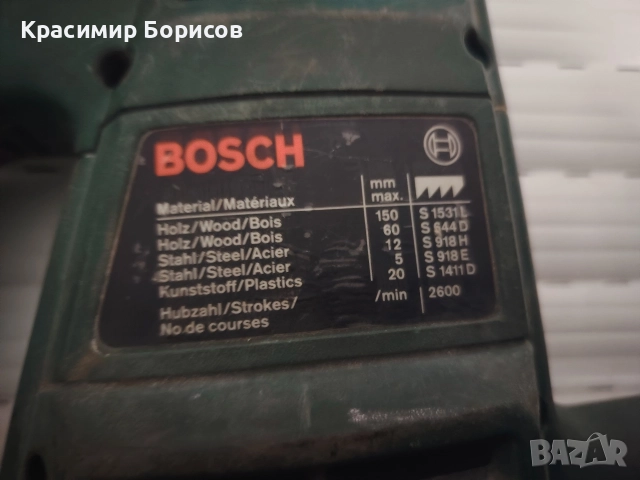 Красимир Борисов
BOSCH
Material/Matériaux mm max.
Holz/Wood/Bois 150 S 1531 L
Holz/Wood/Bois 60 S 644 D
Stahl/Steel/Acier 12 S 918 H
Stahl/Steel/Acier 5 S 918 E
Kunststoff/Plastics 20 S 1411 D
Hubzahl/Strokes/ /min 2600
No.de courses
BAZAR